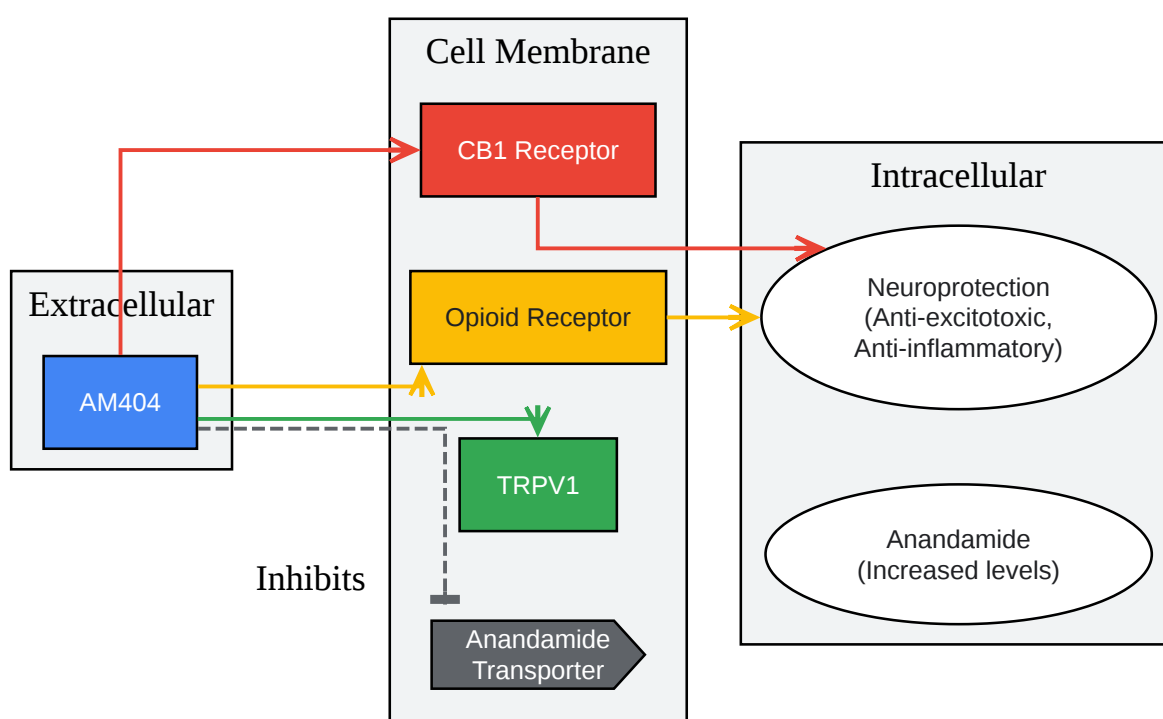 Cell Membrane
CB1 Receptor
Intracellular
Extracellular
Neuroprotection
(Anti-excitotoxic,
Anti-inflammatory)
Opioid Receptor
AM404
TRPV1
Anandamide
(Increased levels)
Inhibits
Anandamide
Transporter